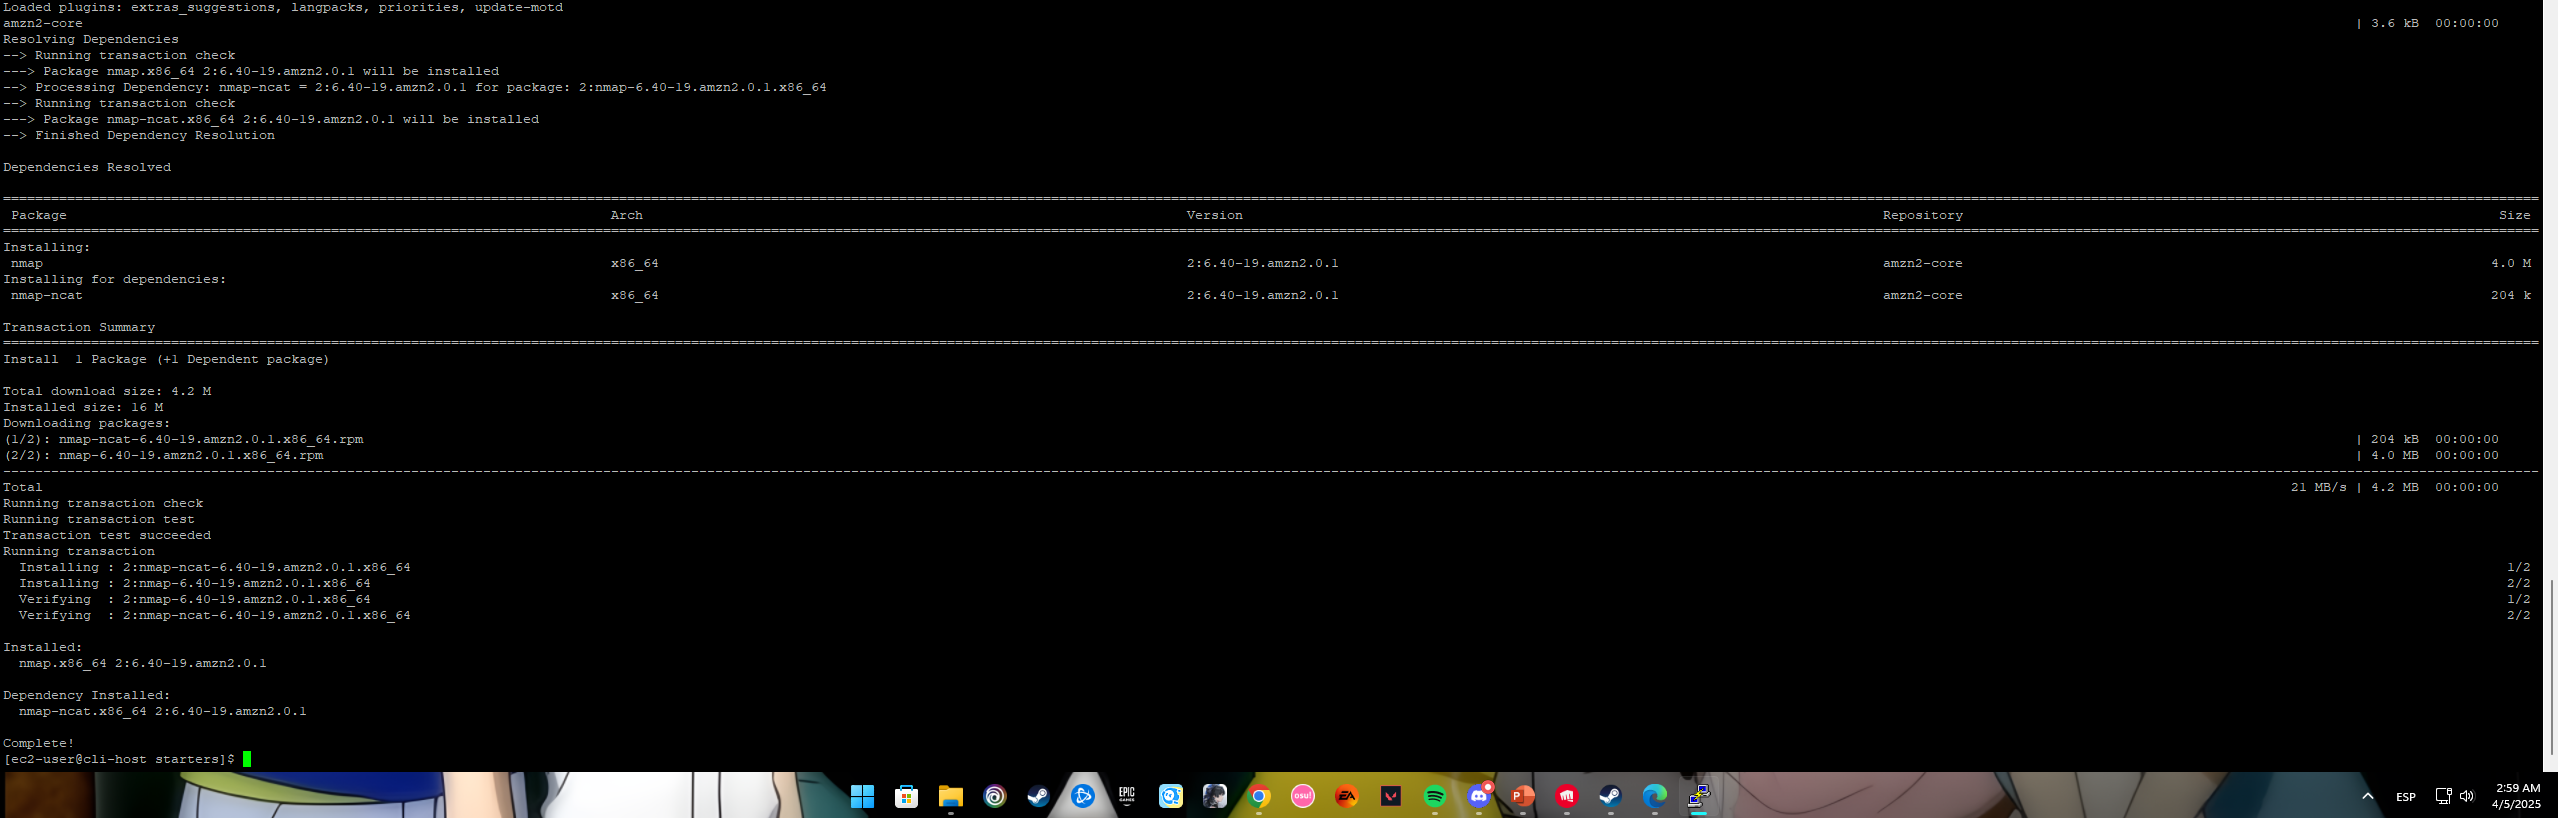 Loaded plugins: extras_suggestions, langpacks, priorities, update-motd
amzn2-core | 3.6 kB 00:00:00
Resolving Dependencies
--> Running transaction check
---> Package nmap.x86_64 2:6.40-19.amzn2.0.1 will be installed
--> Processing Dependency: nmap-ncat = 2:6.40-19.amzn2.0.1 for package: 2:nmap-6.40-19.amzn2.0.1.x86_64
--> Running transaction check
---> Package nmap-ncat.x86_64 2:6.40-19.amzn2.0.1 will be installed
--> Finished Dependency Resolution
Dependencies Resolved
Package Arch Version Repository Size
Installing:
nmap x86_64 2:6.40-19.amzn2.0.1 amzn2-core 4.0 M
Installing for dependencies:
nmap-ncat x86_64 2:6.40-19.amzn2.0.1 amzn2-core 204 k
Transaction Summary
Install 1 Package (+1 Dependent package)
Total download size: 4.2 M
Installed size: 16 M
Downloading packages:
(1/2): nmap-ncat-6.40-19.amzn2.0.1.x86_64.rpm | 204 kB 00:00:00
(2/2): nmap-6.40-19.amzn2.0.1.x86_64.rpm | 4.0 MB 00:00:00
Total 21 MB/s | 4.2 MB 00:00:00
Running transaction check
Running transaction test
Transaction test succeeded
Running transaction
Installing : 2:nmap-ncat-6.40-19.amzn2.0.1.x86_64 1/2
Installing : 2:nmap-6.40-19.amzn2.0.1.x86_64 2/2
Verifying : 2:nmap-6.40-19.amzn2.0.1.x86_64 1/2
Verifying : 2:nmap-ncat-6.40-19.amzn2.0.1.x86_64 2/2
Installed:
nmap.x86_64 2:6.40-19.amzn2.0.1
Dependency Installed:
nmap-ncat.x86_64 2:6.40-19.amzn2.0.1
Complete!
[ec2-user@cli-host starters]$
EPIC GAMES
osu!
EA
P
ESP
2:59 AM
4/5/2025